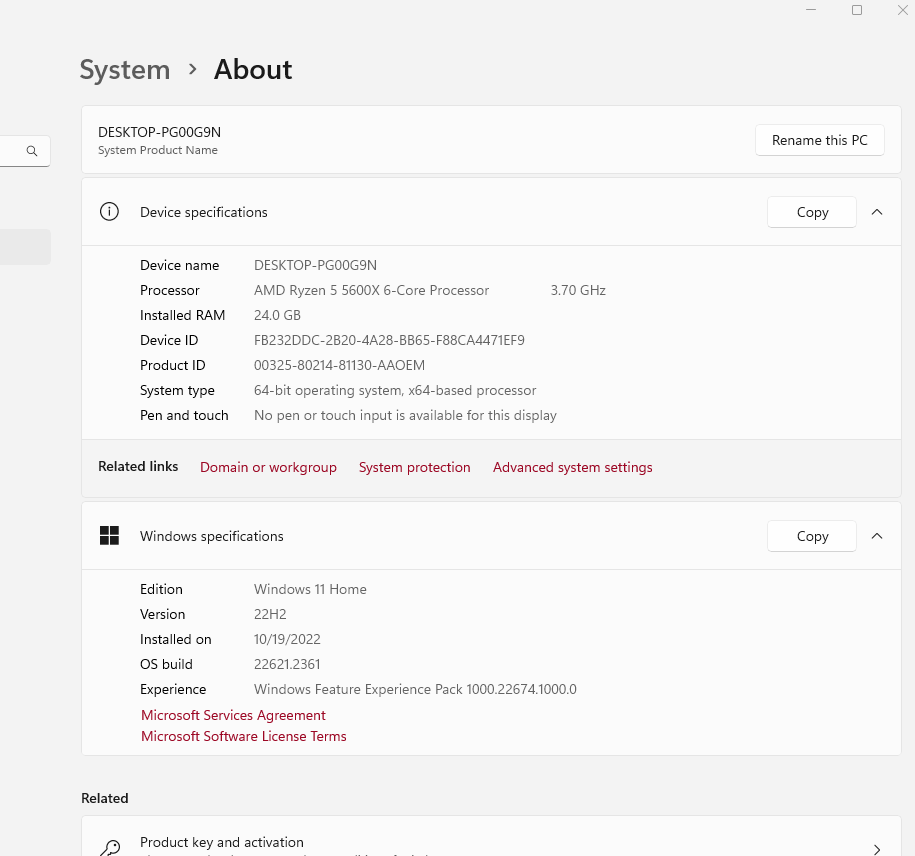 System > About
DESKTOP-PG00G9N
System Product Name
Rename this PC
Device specifications
Copy
Device name DESKTOP-PG00G9N
Processor AMD Ryzen 5 5600X 6-Core Processor 3.70 GHz
Installed RAM 24.0 GB
Device ID FB232DDC-2B20-4A28-BB65-F88CA4471EF9
Product ID 00325-80214-81130-AAOEM
System type 64-bit operating system, x64-based processor
Pen and touch No pen or touch input is available for this display
Related links Domain or workgroup System protection Advanced system settings
Windows specifications
Copy
Edition Windows 11 Home
Version 22H2
Installed on 10/19/2022
OS build 22621.2361
Experience Windows Feature Experience Pack 1000.22674.1000.0
Microsoft Services Agreement
Microsoft Software License Terms
Related
Product key and activation